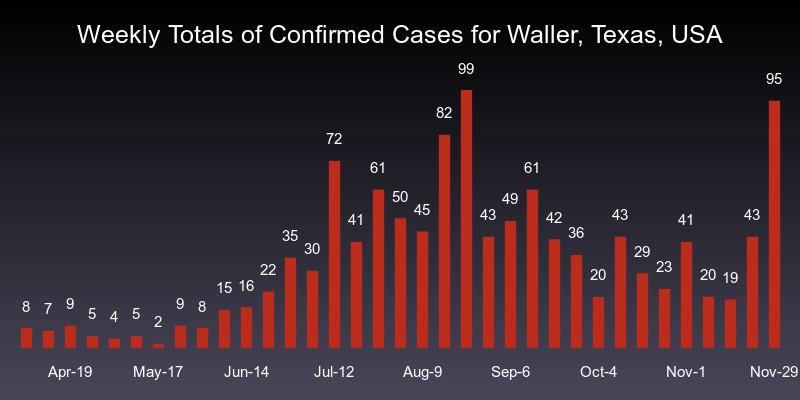 Weekly Totals of Confirmed Cases for Waller, Texas, USA
8 7 9 5 4 5 2 9 8 15 16 22 35 30 72 41 61 50 45 82 99 43 49 61 42 36 20 43 29 23 41 20 19 43 95
Apr-19 May-17 Jun-14 Jul-12 Aug-9 Sep-6 Oct-4 Nov-1 Nov-29